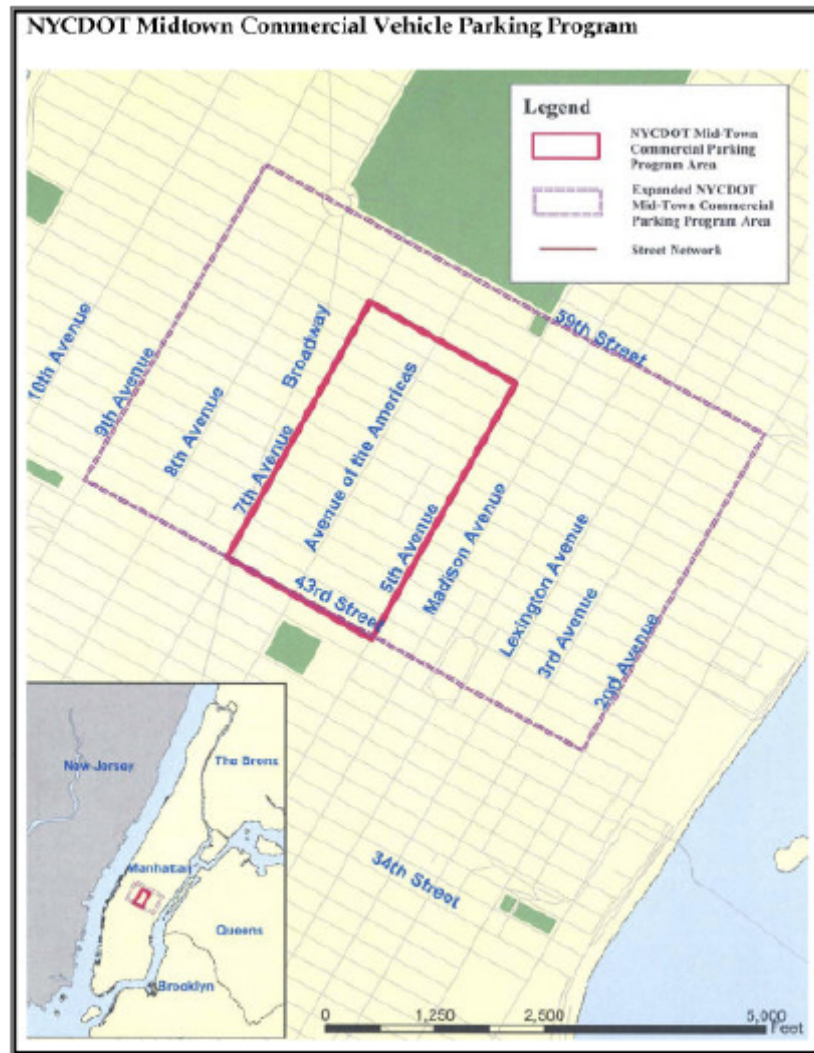 NYCDOT Midtown Commercial Vehicle Parking Program
Legend
NYCDOT Mid-Town
Commercial Parking
Program Area
Expanded NYCDOT
Mid-Town Commercial
Parking Program Area
Street Network
59th Street
10th Avenue
9th Avenue
8th Avenue
Broadway
7th Avenue
Avenue of the Americas
5th Avenue
43rd Street
Madison Avenue
Lexington Avenue
3rd Avenue
2nd Avenue
34th Street
New Jersey
The Bronx
Manhattan
Queens
Brooklyn
0 1,250 2,500 5,000
Feet